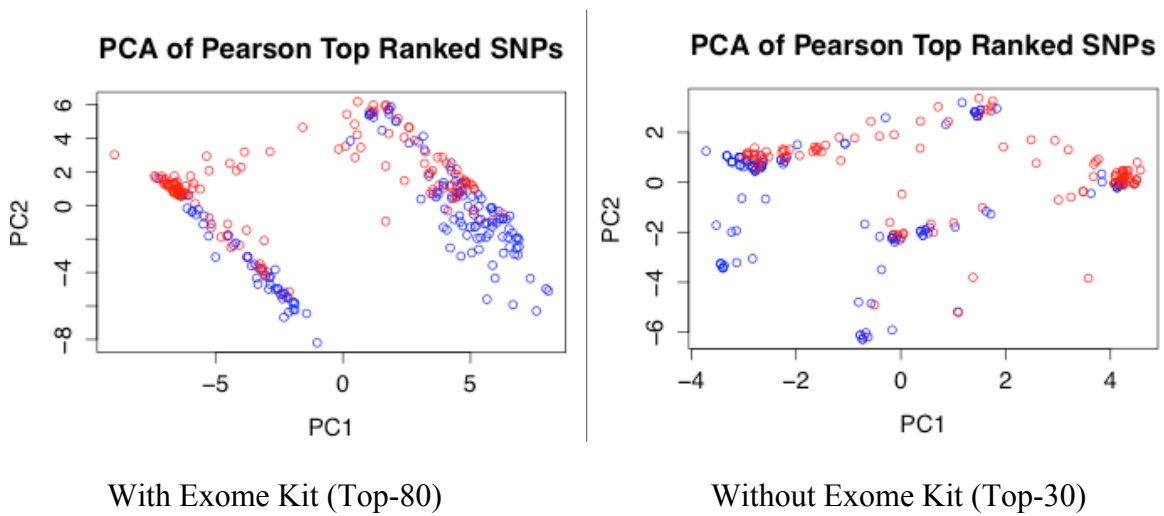 PCA of Pearson Top Ranked SNPs
6
4
2
0
−4
−8
PC2
−5
0
5
PC1
With Exome Kit (Top-80)
PCA of Pearson Top Ranked SNPs
2
0
−2
−4
−6
PC2
−4
−2
0
2
4
PC1
Without Exome Kit (Top-30)